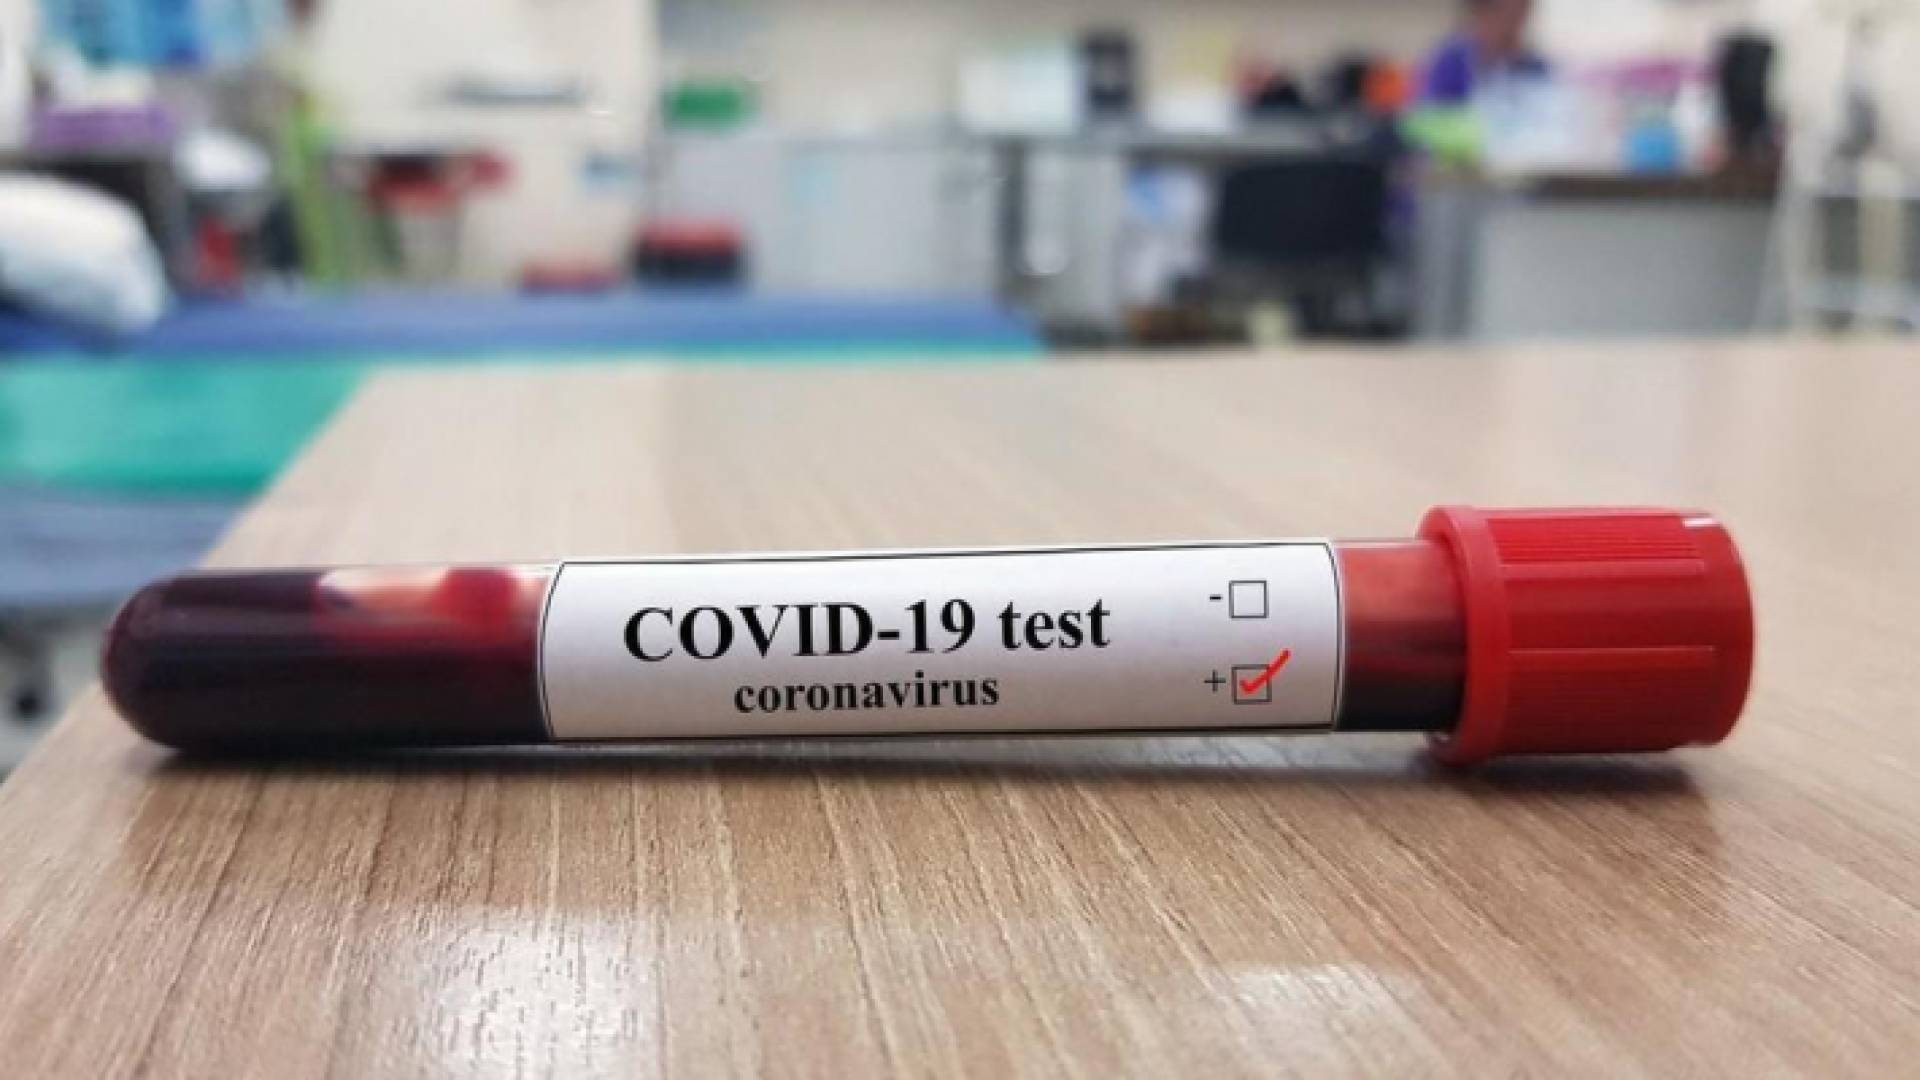 COVID-19 test
coronavirus
-
+